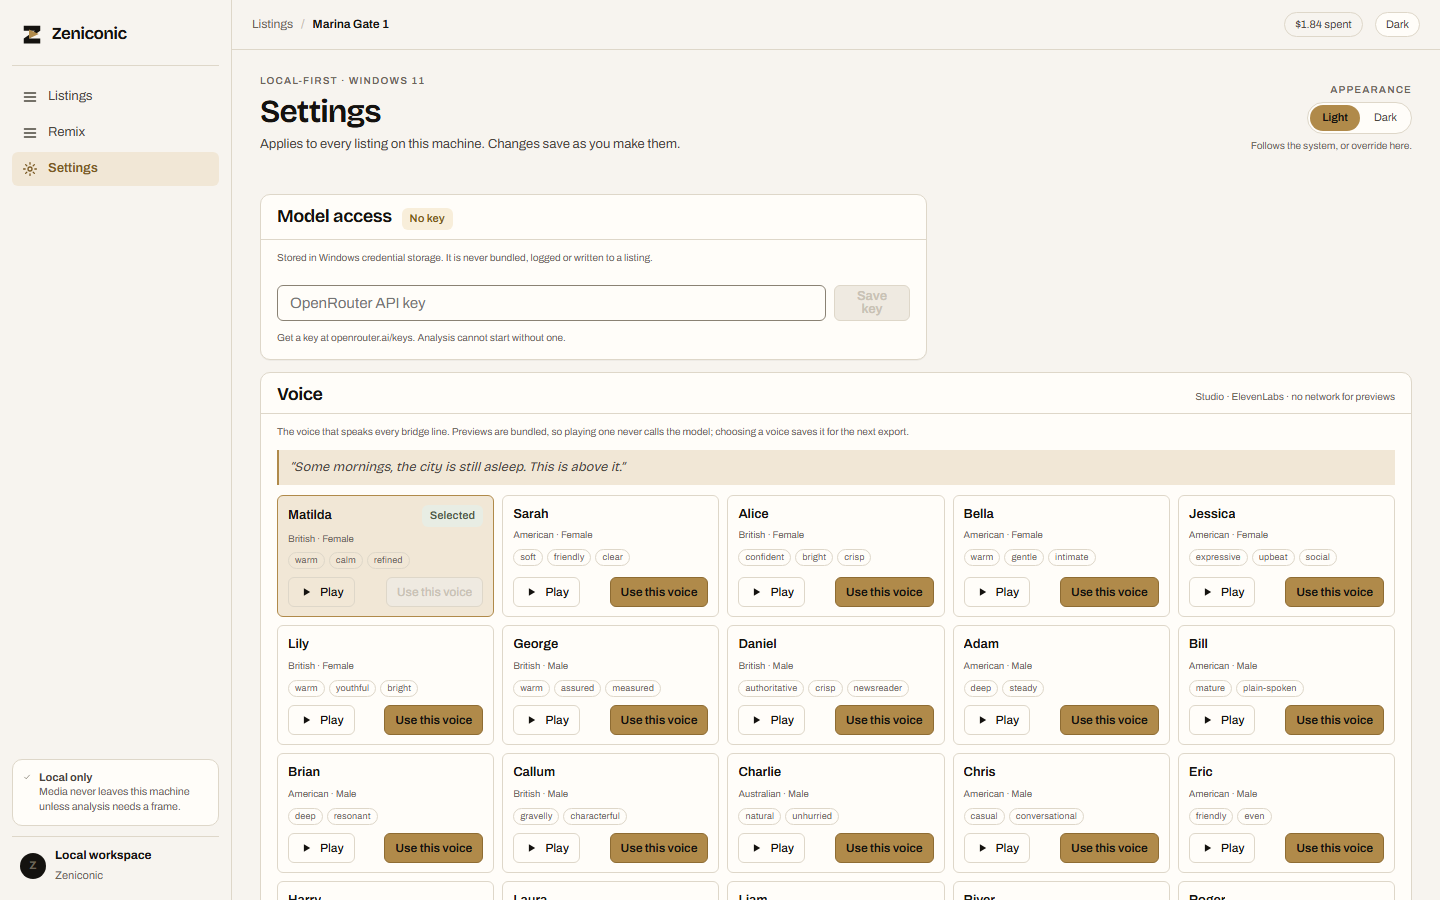 Zeniconic
Listings / Marina Gate 1
$1.84 spent
Dark
Listings
Remix
Settings
LOCAL-FIRST · WINDOWS 11
Settings
Applies to every listing on this machine. Changes save as you make them.
APPEARANCE
Light
Dark
Follows the system, or override here.
Model access
No key
Stored in Windows credential storage. It is never bundled, logged or written to a listing.
OpenRouter API key
Save
key
Get a key at openrouter.ai/keys. Analysis cannot start without one.
Voice
Studio · ElevenLabs · no network for previews
The voice that speaks every bridge line. Previews are bundled, so playing one never calls the model; choosing a voice saves it for the next export.
"Some mornings, the city is still asleep. This is above it."
Matilda
Selected
British · Female
warm calm refined
Play
Use this voice
Sarah
American · Female
soft friendly clear
Play
Use this voice
Alice
British · Female
confident bright crisp
Play
Use this voice
Bella
American · Female
warm gentle intimate
Play
Use this voice
Jessica
American · Female
expressive upbeat social
Play
Use this voice
Lily
British · Female
warm youthful bright
Play
Use this voice
George
British · Male
warm assured measured
Play
Use this voice
Daniel
British · Male
authoritative crisp newsreader
Play
Use this voice
Adam
American · Male
deep steady
Play
Use this voice
Bill
American · Male
mature plain-spoken
Play
Use this voice
Brian
American · Male
deep resonant
Play
Use this voice
Callum
British · Male
gravelly characterful
Play
Use this voice
Charlie
Australian · Male
natural unhurried
Play
Use this voice
Chris
American · Male
casual conversational
Play
Use this voice
Eric
American · Male
friendly even
Play
Use this voice
Harry
Laura
Liam
River
Roger
Local only
Media never leaves this machine
unless analysis needs a frame.
Z
Local workspace
Zeniconic